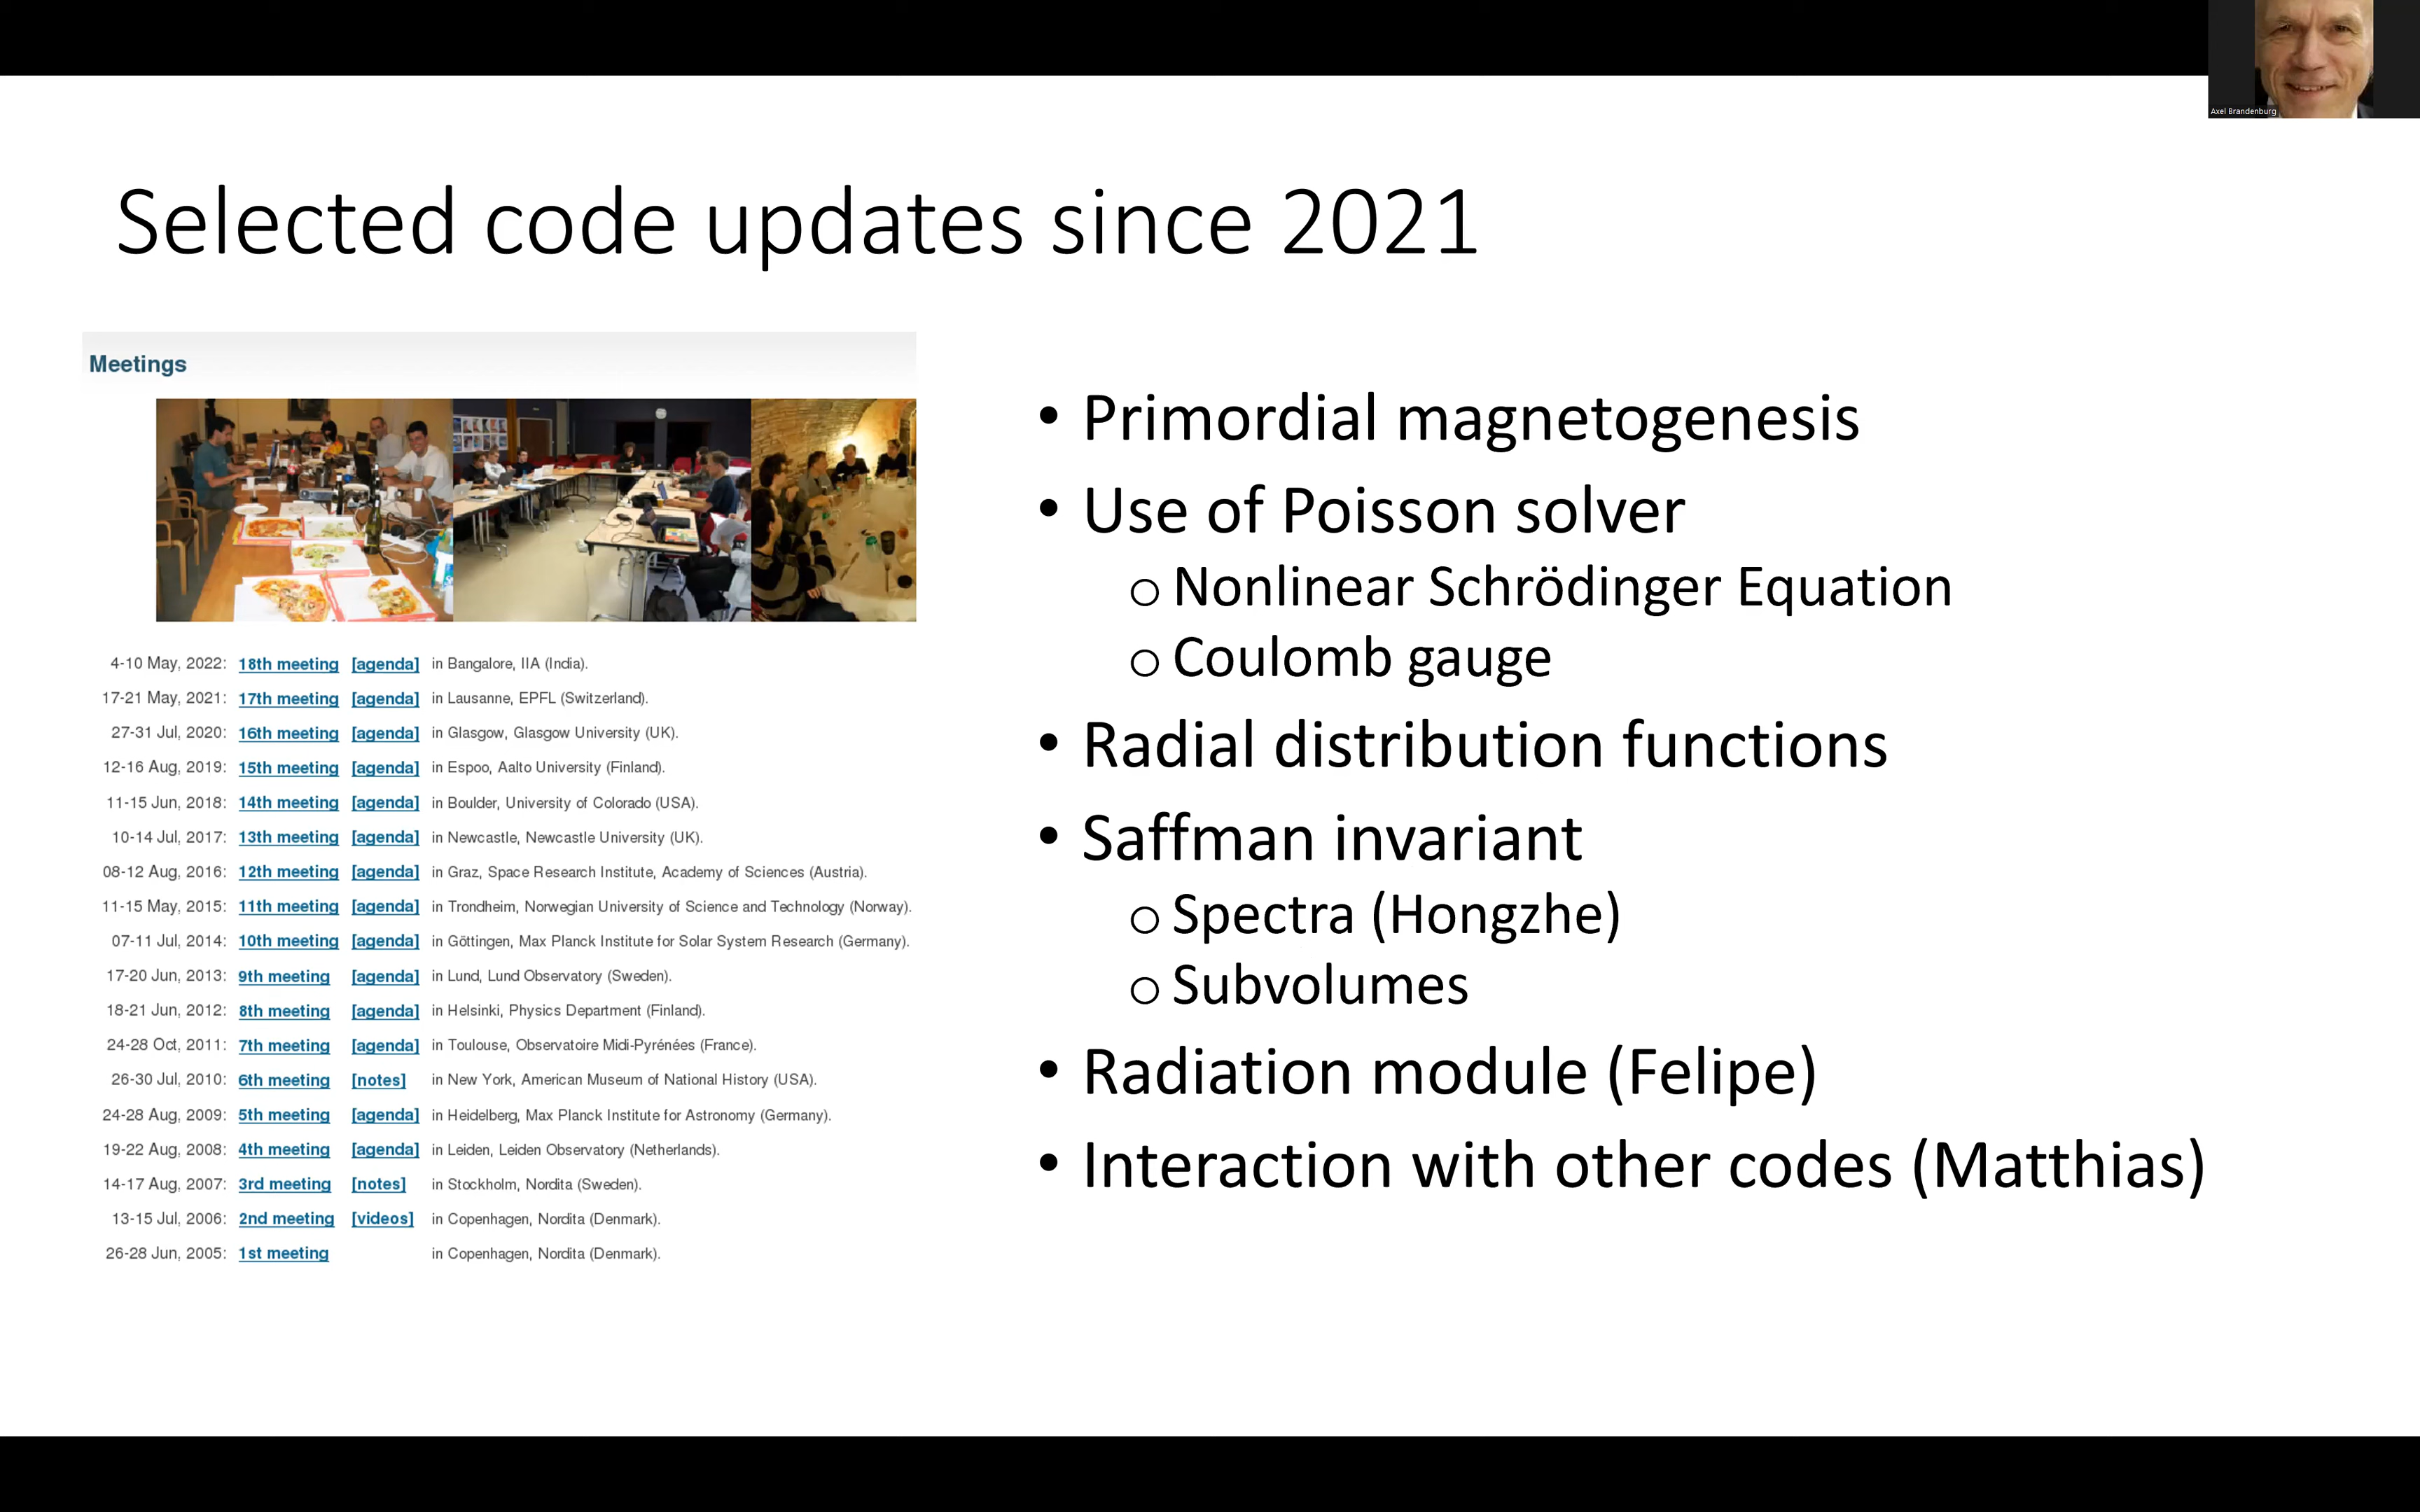 Axel Brandenburg
Selected code updates since 2021
Meetings
4-10 May, 2022: 18th meeting [agenda] in Bangalore, IIA (India).
17-21 May, 2021: 17th meeting [agenda] in Lausanne, EPFL (Switzerland).
27-31 Jul, 2020: 16th meeting [agenda] in Glasgow, Glasgow University (UK).
12-16 Aug, 2019: 15th meeting [agenda] in Espoo, Aalto University (Finland).
11-15 Jun, 2018: 14th meeting [agenda] in Boulder, University of Colorado (USA).
10-14 Jul, 2017: 13th meeting [agenda] in Newcastle, Newcastle University (UK).
08-12 Aug, 2016: 12th meeting [agenda] in Graz, Space Research Institute, Academy of Sciences (Austria).
11-15 May, 2015: 11th meeting [agenda] in Trondheim, Norwegian University of Science and Technology (Norway).
07-11 Jul, 2014: 10th meeting [agenda] in Göttingen, Max Planck Institute for Solar System Research (Germany).
17-20 Jun, 2013: 9th meeting [agenda] in Lund, Lund Observatory (Sweden).
18-21 Jun, 2012: 8th meeting [agenda] in Helsinki, Physics Department (Finland).
24-28 Oct, 2011: 7th meeting [agenda] in Toulouse, Observatoire Midi-Pyrénées (France).
26-30 Jul, 2010: 6th meeting [notes] in New York, American Museum of National History (USA).
24-28 Aug, 2009: 5th meeting [agenda] in Heidelberg, Max Planck Institute for Astronomy (Germany).
19-22 Aug, 2008: 4th meeting [agenda] in Leiden, Leiden Observatory (Netherlands).
14-17 Aug, 2007: 3rd meeting [notes] in Stockholm, Nordita (Sweden).
13-15 Jul, 2006: 2nd meeting [videos] in Copenhagen, Nordita (Denmark).
26-28 Jun, 2005: 1st meeting in Copenhagen, Nordita (Denmark).
• Primordial magnetogenesis
• Use of Poisson solver
o Nonlinear Schrödinger Equation
o Coulomb gauge
• Radial distribution functions
• Saffman invariant
o Spectra (Hongzhe)
o Subvolumes
• Radiation module (Felipe)
• Interaction with other codes (Matthias)